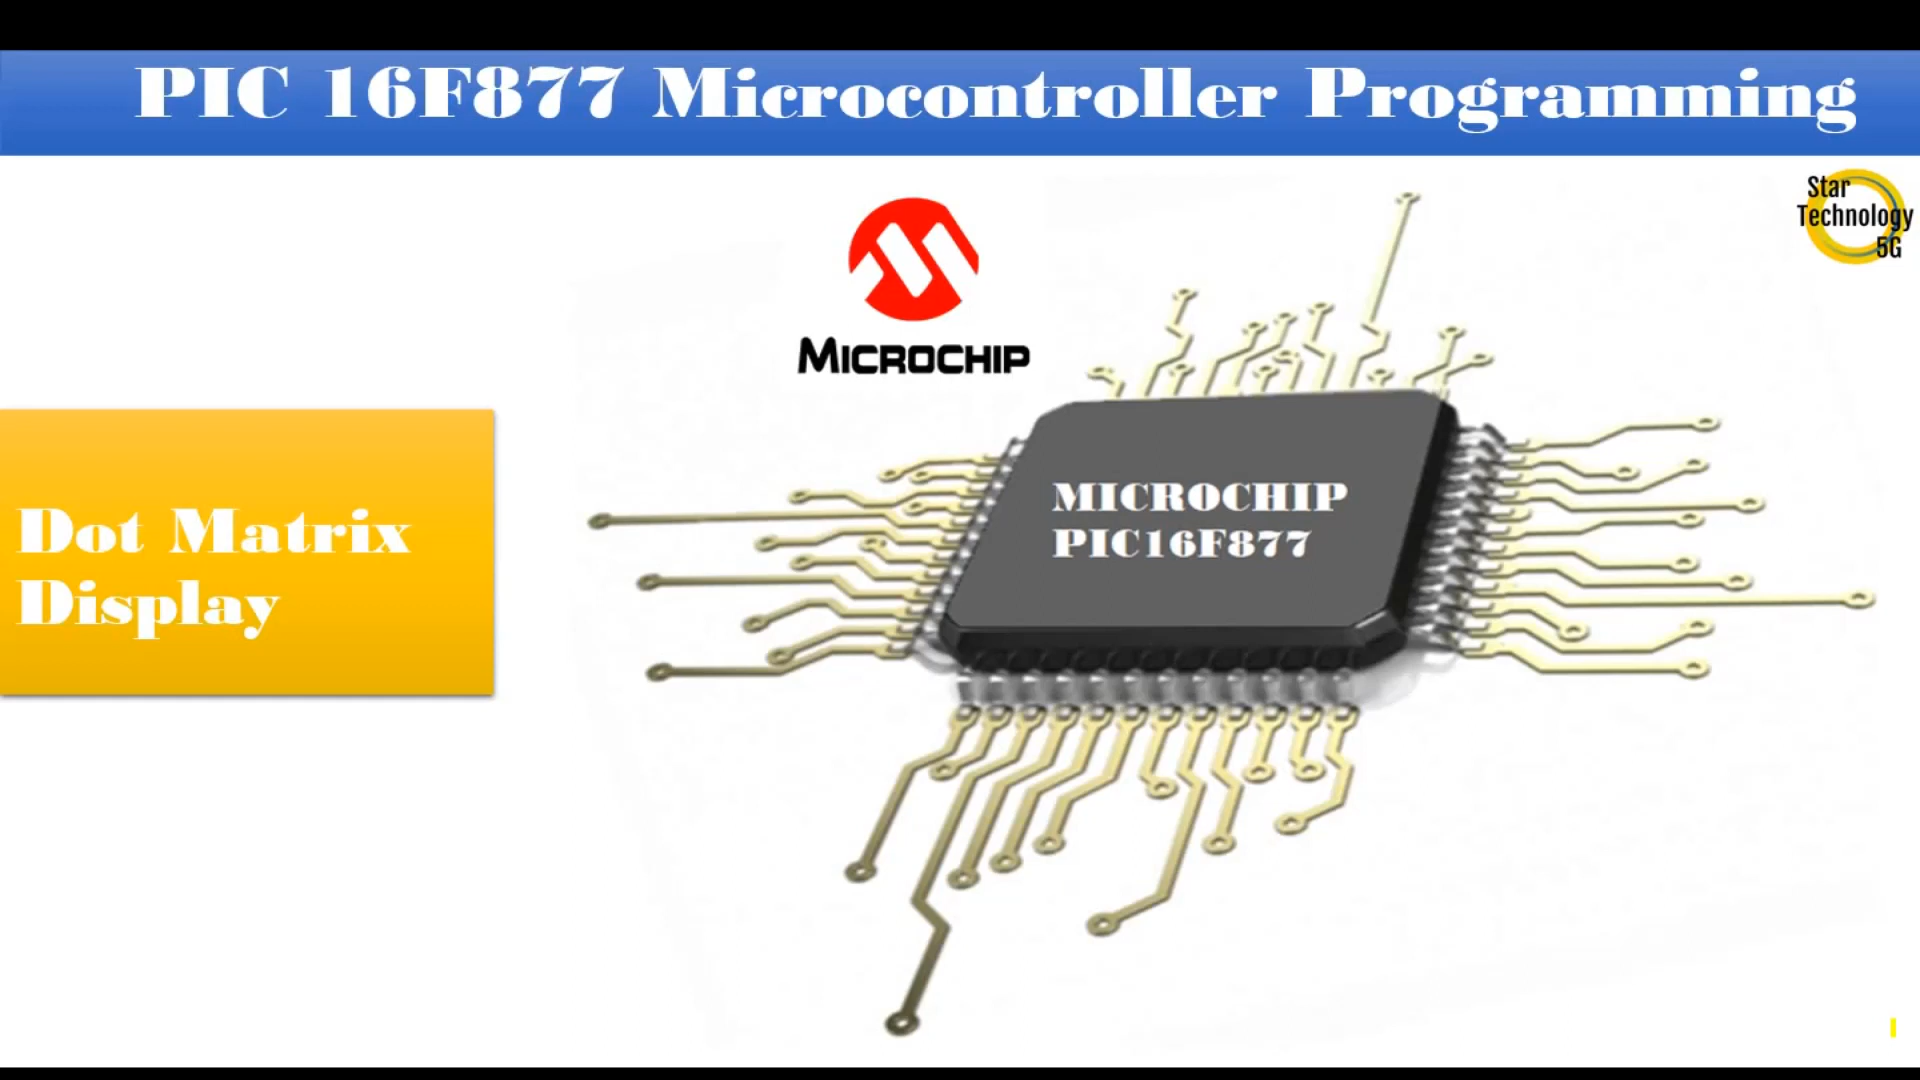 PIC 16F877 Microcontroller Programming
Star
Technology
5G
MICROCHIP
MICROCHIP
PIC16F877
Dot Matrix
Display